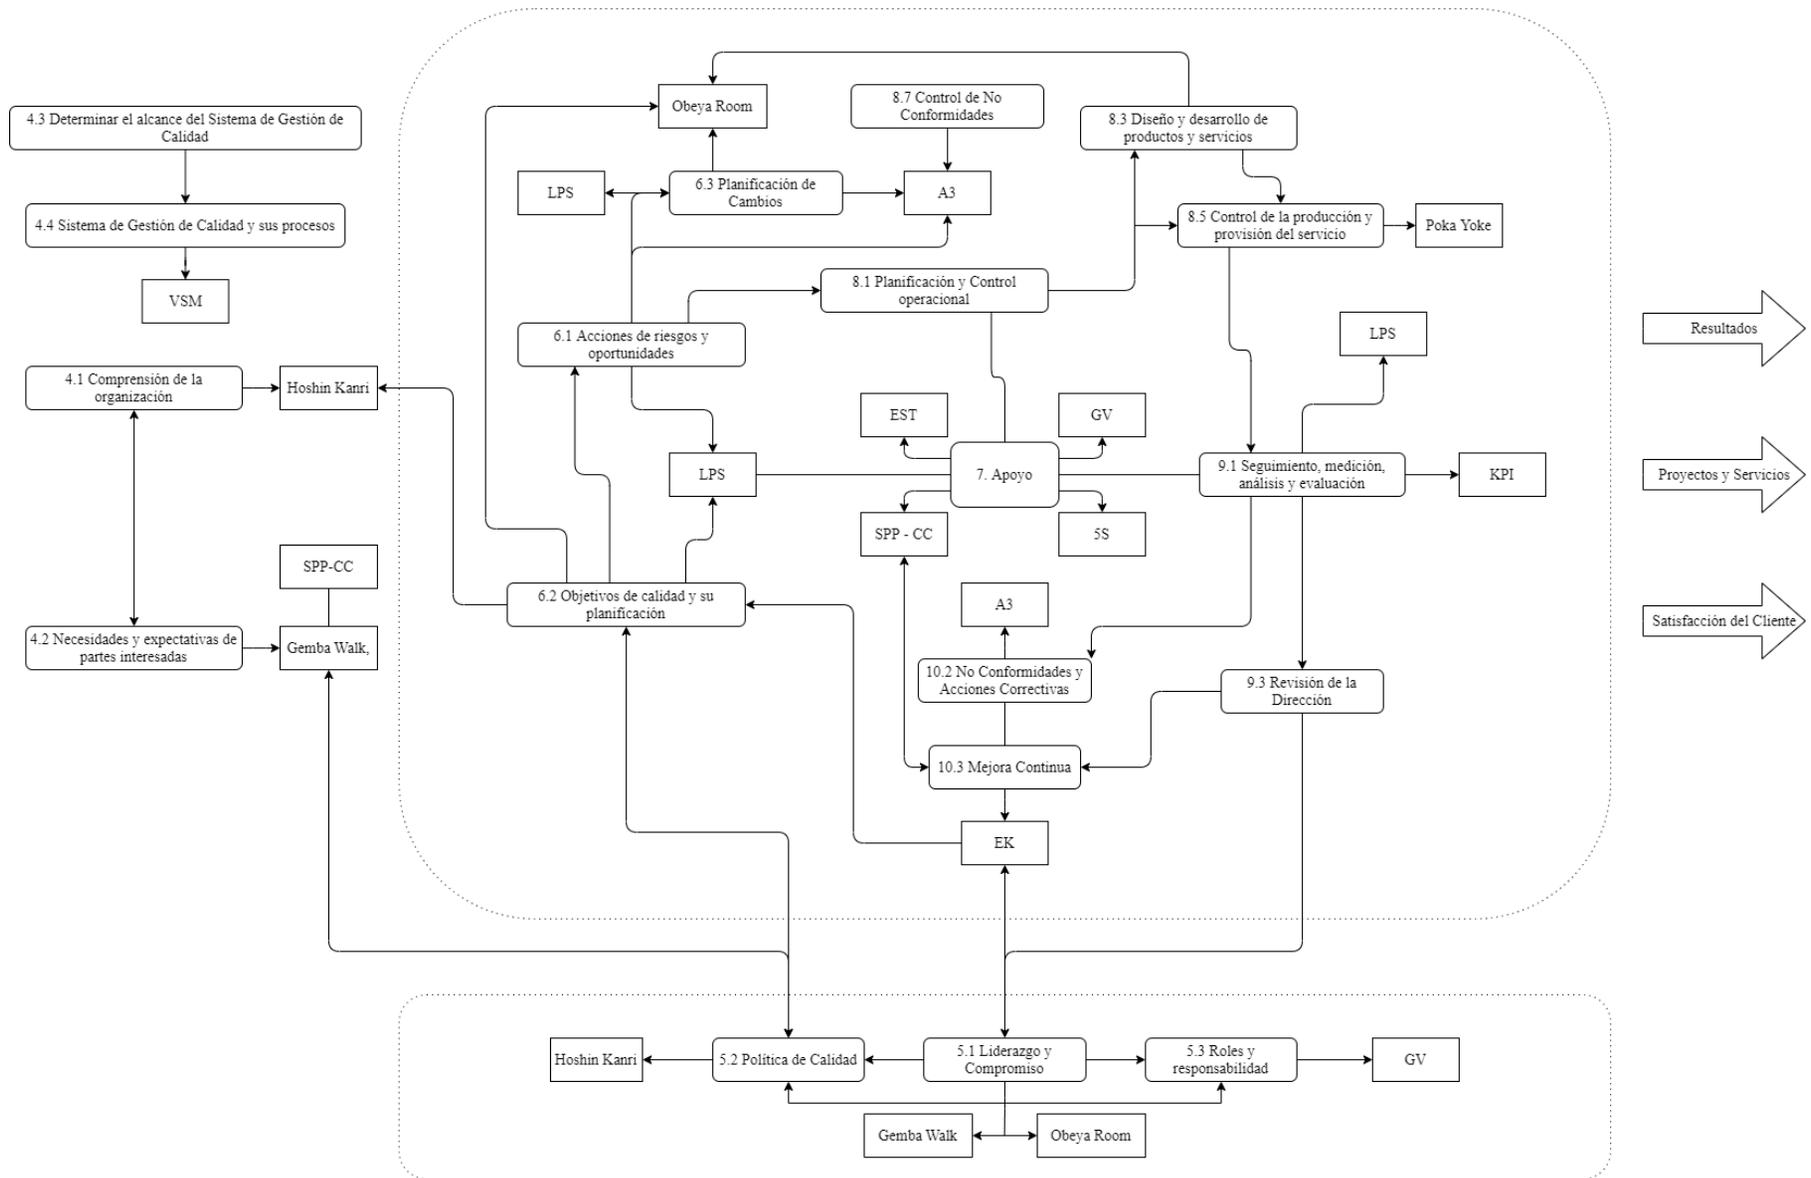 Obeya Room
8.7 Control de No
Conformidades
4.3 Determinar el alcance del Sistema de Gestión de
Calidad
8.3 Diseño y desarrollo de
productos y servicios
LPS
6.3 Planificación de
Cambios
A3
4.4 Sistema de Gestión de Calidad y sus procesos
8.5 Control de la producción y
provisión del servicio
Poka Yoke
VSM
8.1 Planificación y Control
operacional
6.1 Acciones de riesgos y
oportunidades
LPS
Resultados
4.1 Comprensión de la
organización
Hoshin Kanri
EST
GV
LPS
7. Apoyo
9.1 Seguimiento, medición,
análisis y evaluación
KPI
Proyectos y Servicios
SPP - CC
5S
SPP-CC
6.2 Objetivos de calidad y su
planificación
A3
Satisfacción del Cliente
4.2 Necesidades y expectativas de
partes interesadas
Gemba Walk,
10.2 No Conformidades y
Acciones Correctivas
9.3 Revisión de la
Dirección
10.3 Mejora Continua
EK
Hoshin Kanri
5.2 Política de Calidad
5.1 Liderazgo y
Compromiso
5.3 Roles y
responsabilidad
GV
Gemba Walk
Obeya Room